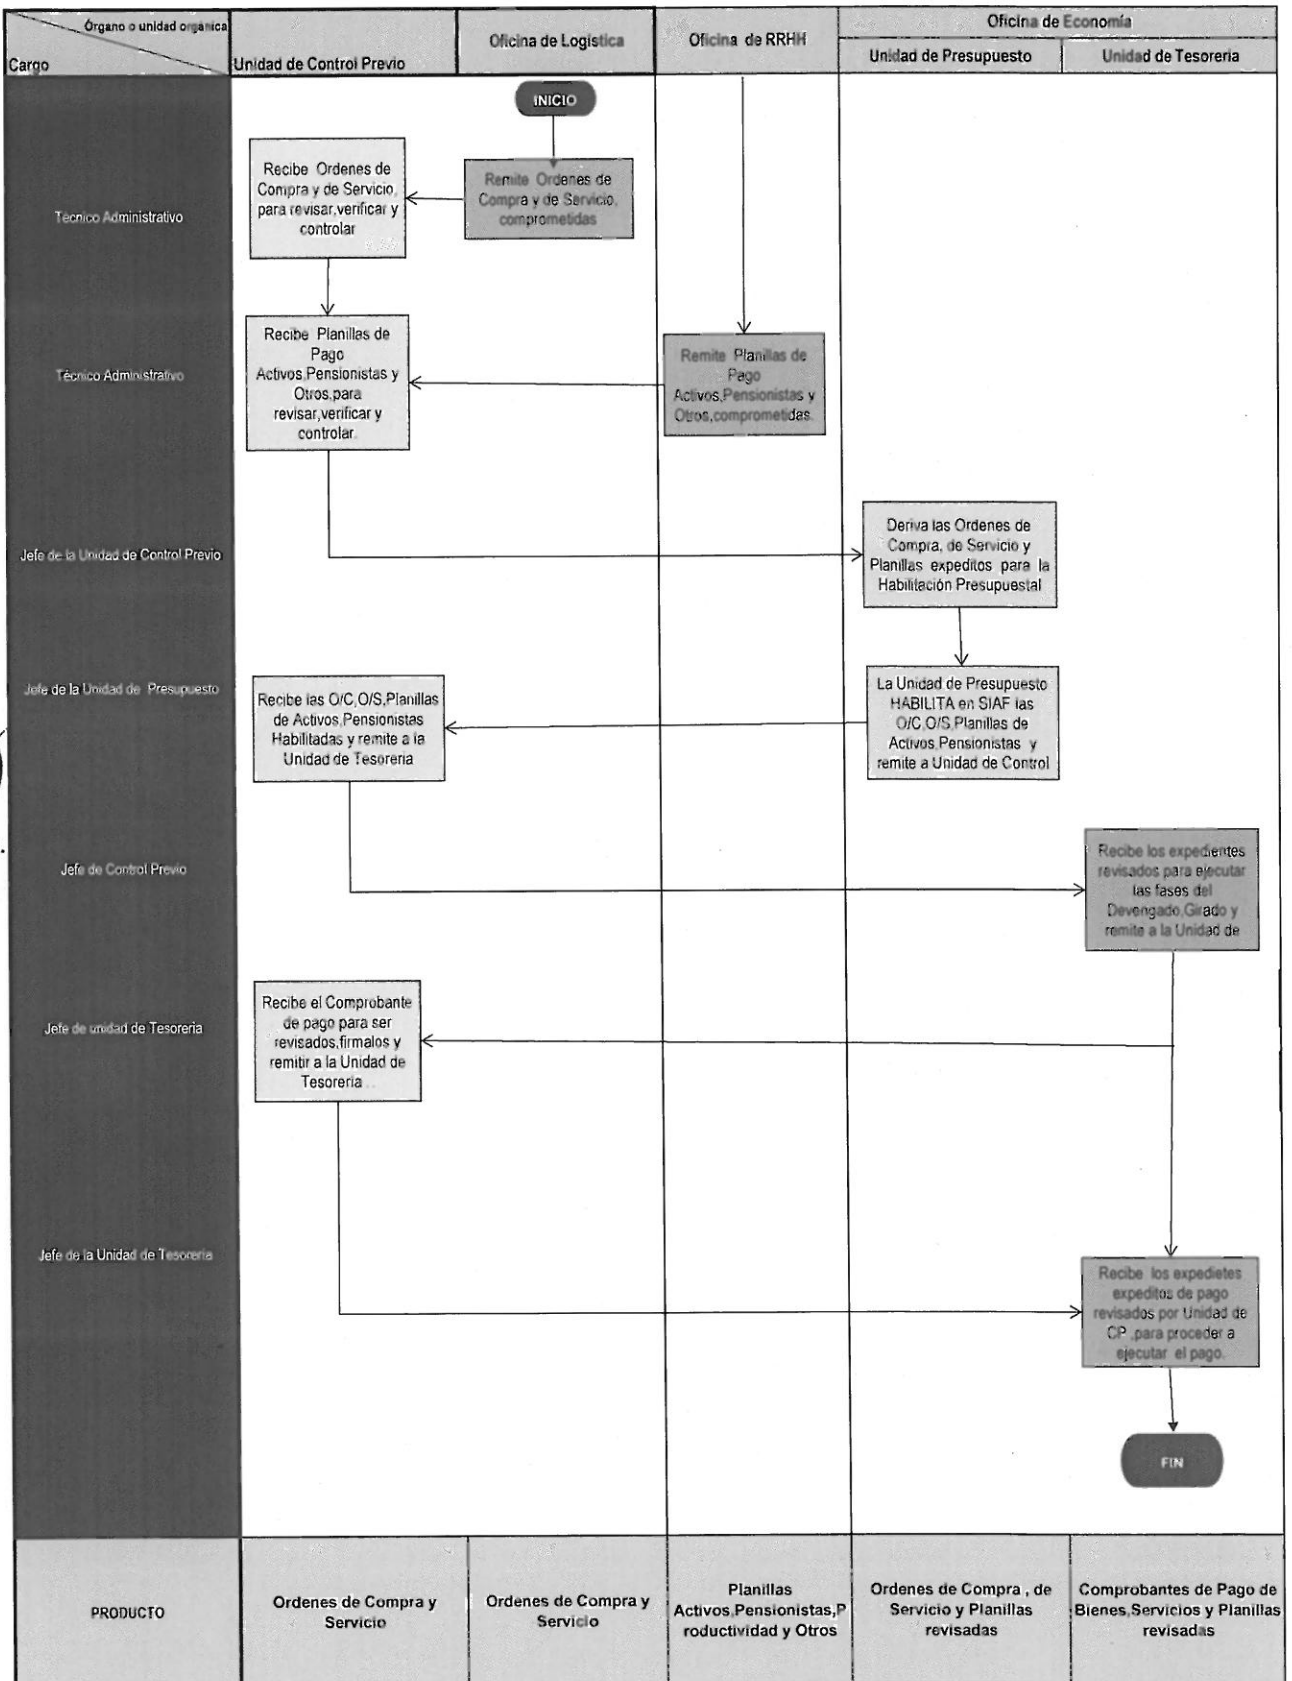 Órgano o unidad orgánica
Cargo
Unidad de Control Previo
Oficina de Logística
Oficina de RRHH
Oficina de Economía
Unidad de Presupuesto
Unidad de Tesoreria
INICIO
Técnico Administrativo
Recibe Ordenes de
Compra y de Servicio,
para revisar,verificar y
controlar
Remite Ordenes de
Compra y de Servicio,
comprometidas
Técnico Administrativo
Recibe Planillas de
Pago
Activos,Pensionistas y
Otros,para
revisar,verificar y
controlar.
Remite Planillas de
Pago
Activos,Pensionistas y
Otros,comprometidas.
Jefe de la Unidad de Control Previo
Deriva las Ordenes de
Compra, de Servicio y
Planillas expeditos para la
Habilitación Presupuestal
Jefe de la Unidad de Presupuesto
Recibe las O/C,O/S,Planillas
de Activos,Pensionistas
Habilitadas y remite a la
Unidad de Tesoreria
La Unidad de Presupuesto
HABILITA en SIAF las
O/C,O/S,Planillas de
Activos,Pensionistas y
remite a Unidad de Control
Jefe de Control Previo
Recibe los expedientes
revisados para ejecutar
las fases del
Devengado,Girado y
remite a la Unidad de
Jefe de unidad de Tesoreria
Recibe el Comprobante
de pago para ser
revisados,firmalos y
remitir a la Unidad de
Tesoreria .
Jefe de la Unidad de Tesoreria
Recibe los expedietes
expeditos de pago
revisados por Unidad de
CP ,para proceder a
ejecutar el pago.
FIN
PRODUCTO
Ordenes de Compra y
Servicio
Ordenes de Compra y
Servicio
Planillas
Activos,Pensionistas,P
roductividad y Otros
Ordenes de Compra , de
Servicio y Planillas
revisadas
Comprobantes de Pago de
Bienes,Servicios y Planillas
revisadas